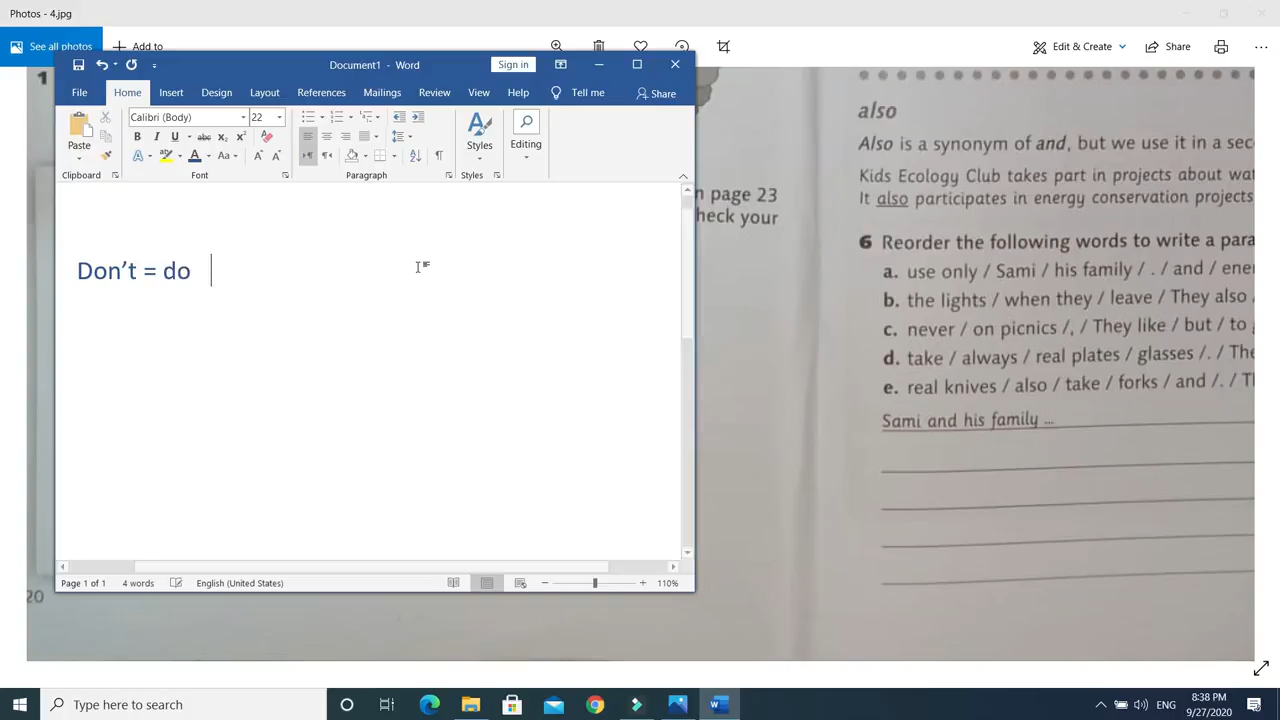 Photos - 4.jpg
See all photos
Add to
Edit & Create
Share
Document1 - Word
Sign in
File
Home
Insert
Design
Layout
References
Mailings
Review
View
Help
Tell me
Share
Paste
Calibri (Body)
22
B I U abc x₂ x²
A A Aa A A
Styles
Editing
Clipboard
Font
Paragraph
Styles
Don't = do
Page 1 of 1
4 words
English (United States)
110%
1
n page 23
heck your
20
also
Also is a synonym of and, but we use it in a sec
Kids Ecology Club takes part in projects about wat
It also participates in energy conservation projects
6 Reorder the following words to write a para
a. use only / Sami / his family / . / and / ener
b. the lights / when they / leave / They also /
c. never / on picnics /, / They like / but / to g
d. take / always / real plates / glasses /. / The
e. real knives / also / take / forks / and /. / Th
Sami and his family ...
Type here to search
ENG
8:38 PM
9/27/2020